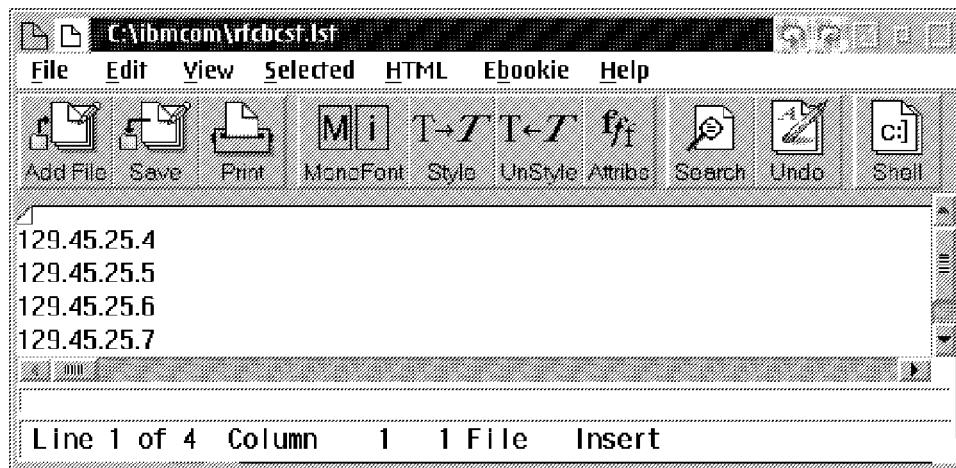 C:\ibmcom\rfcbcst.lst
File Edit View Selected HTML Ebookie Help
M i T→T T←T fff C:]
Add File Save Print MonoFont Style UnStyle Attribs Search Undo Shell
129.45.25.4
129.45.25.5
129.45.25.6
129.45.25.7
Line 1 of 4 Column 1 1 File Insert